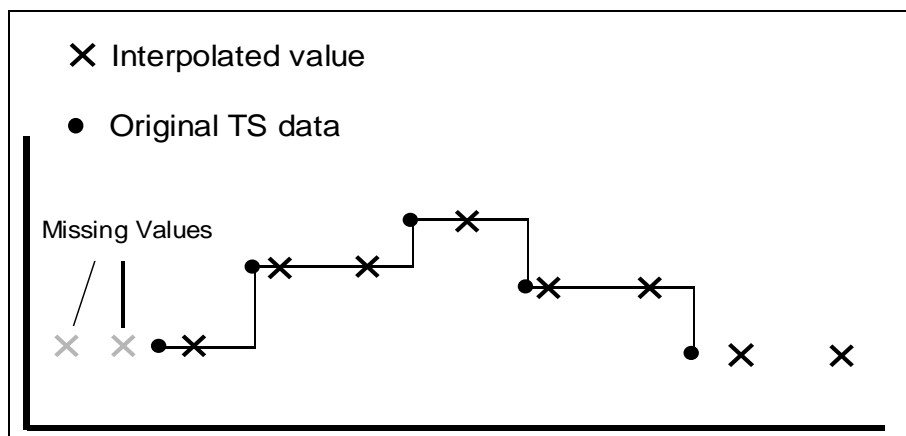 Interpolated value
Original TS data
Missing Values